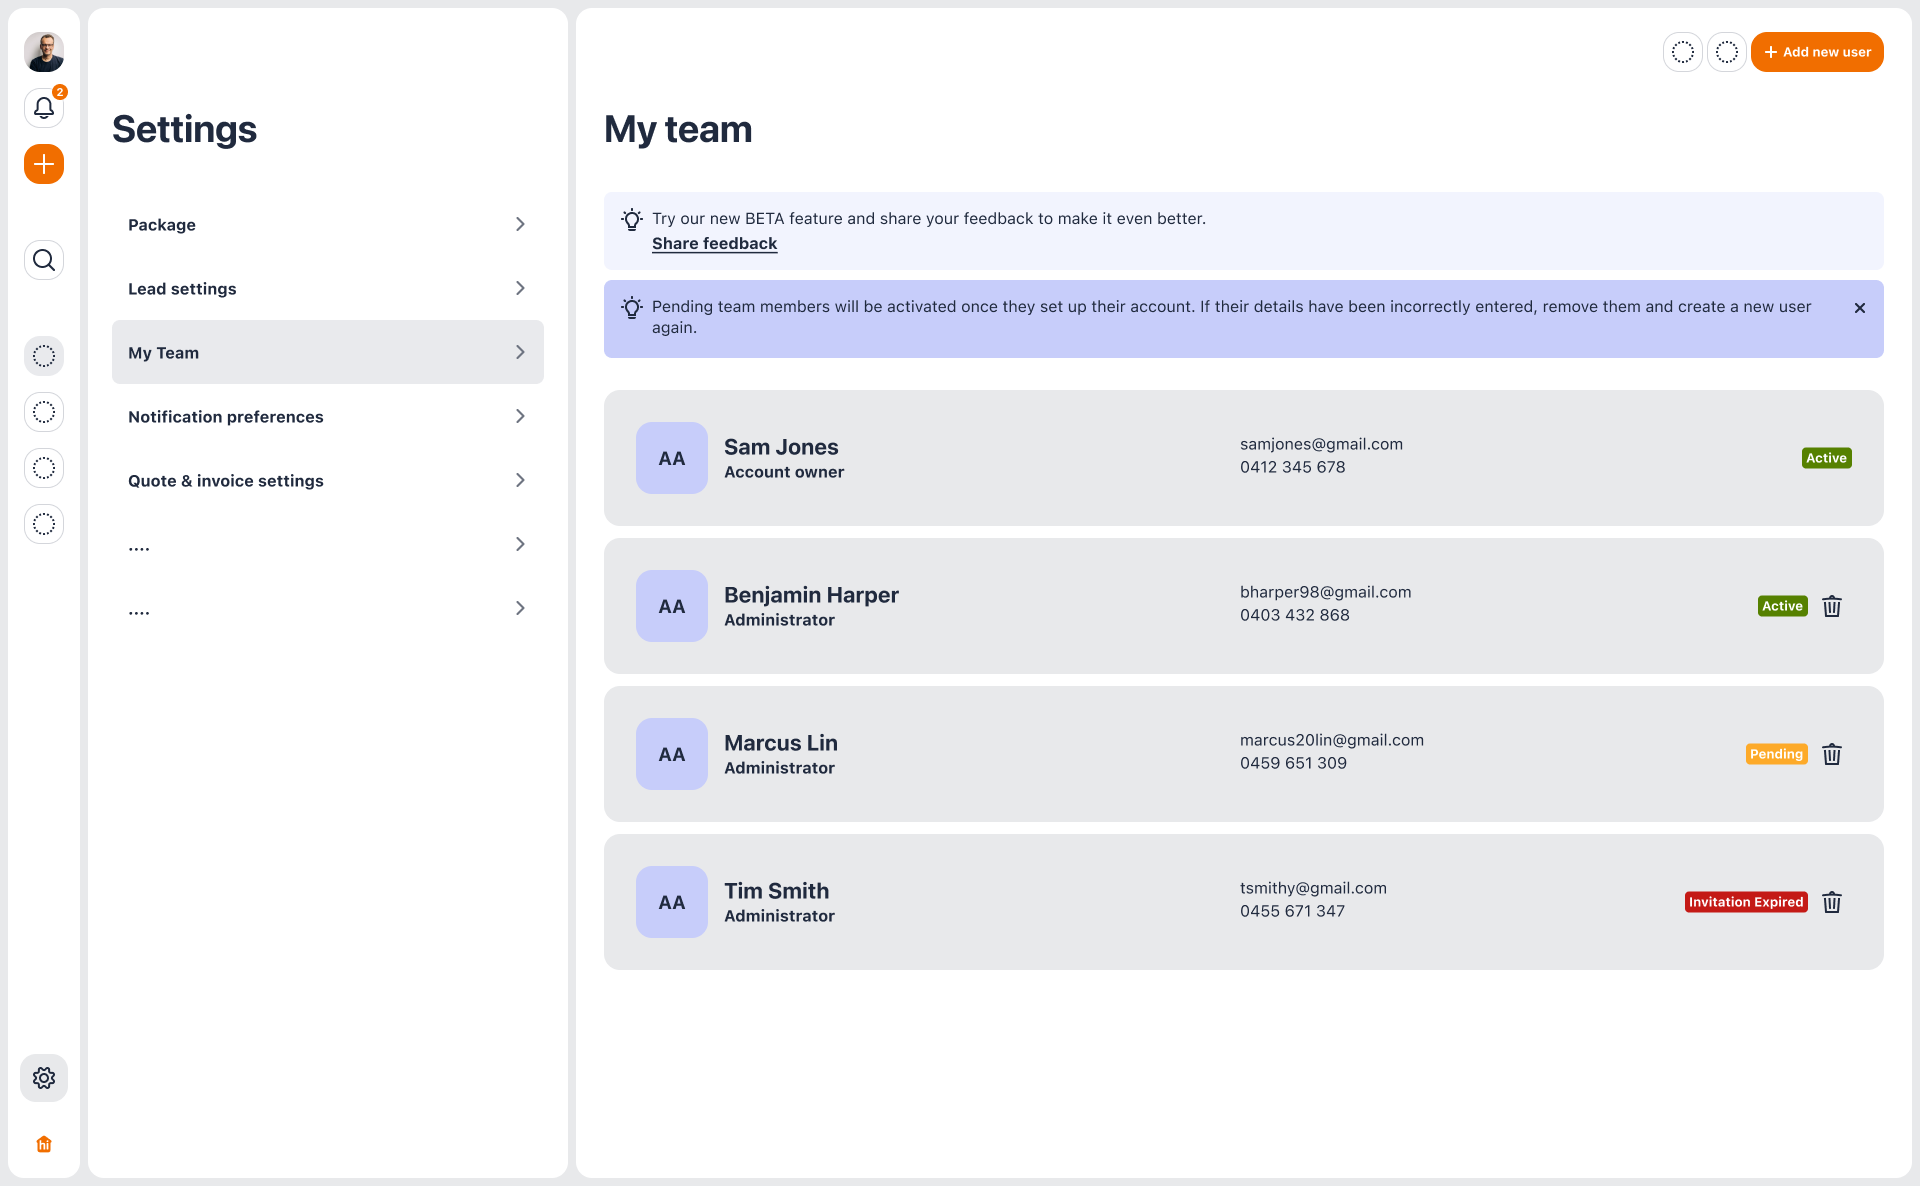 2
hi
Settings
Package
Lead settings
My Team
Notification preferences
Quote & invoice settings
....
....
+ Add new user
My team
Try our new BETA feature and share your feedback to make it even better.
Share feedback
Pending team members will be activated once they set up their account. If their details have been incorrectly entered, remove them and create a new user
again.
AA
Sam Jones
Account owner
samjones@gmail.com
0412 345 678
Active
AA
Benjamin Harper
Administrator
bharper98@gmail.com
0403 432 868
Active
AA
Marcus Lin
Administrator
marcus20lin@gmail.com
0459 651 309
Pending
AA
Tim Smith
Administrator
tsmithy@gmail.com
0455 671 347
Invitation Expired